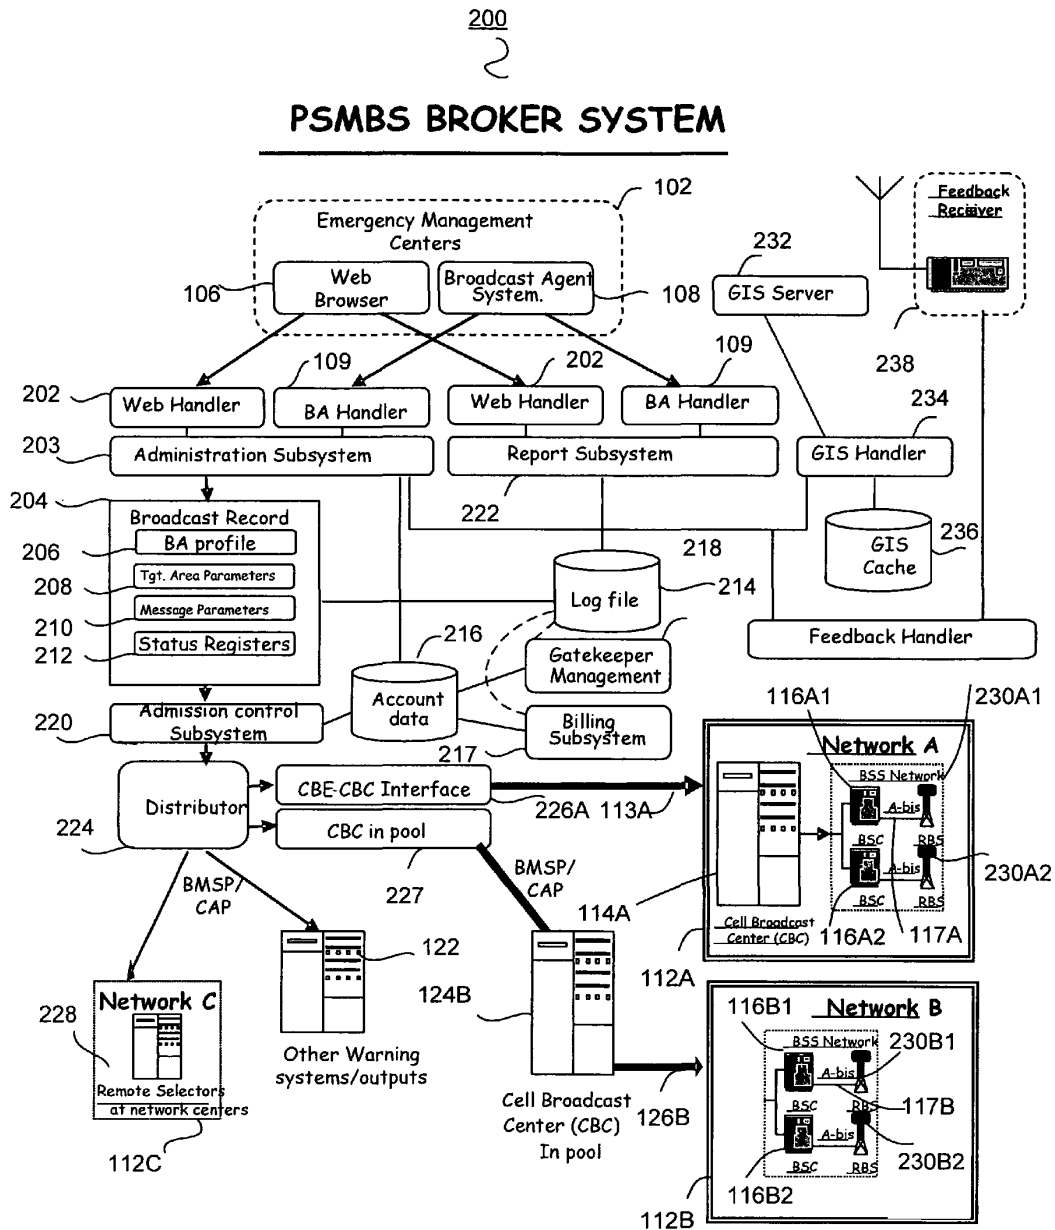 200
PSMBS BROKER SYSTEM
102
Emergency Management
Centers
Web
Browser
Broadcast Agent
System.
106
108
232
GIS Server
Feedback
Receiver
238
202
109
202
109
234
Web Handler
BA Handler
Web Handler
BA Handler
203
Administration Subsystem
Report Subsystem
GIS Handler
204
222
Broadcast Record
BA profile
206
Tgt. Area Parameters
208
Message Parameters
210
Status Registers
212
218
236
GIS
Cache
Log file
214
Feedback Handler
216
Account
data
Gatekeeper
Management
Billing
Subsystem
217
220
Admission control
Subsystem
Distributor
224
CBE-CBC Interface
226A
113A
CBC in pool
227
BMSP/
CAP
BMSP/
CAP
116A1
230A1
Network A
BSS Network
A-bis
BSC
RBS
A-bis
BSC
RBS
230A2
114A
Cell Broadcast
Center (CBC)
116A2
117A
112A
122
124B
Other Warning
systems/outputs
Network C
228
Remote Selectors
at network centers
112C
Cell Broadcast
Center (CBC)
In pool
126B
116B1
Network B
BSS Network
230B1
A-bis
117B
BSC
RBS
A-bis
BSC
RBS
230B2
116B2
112B